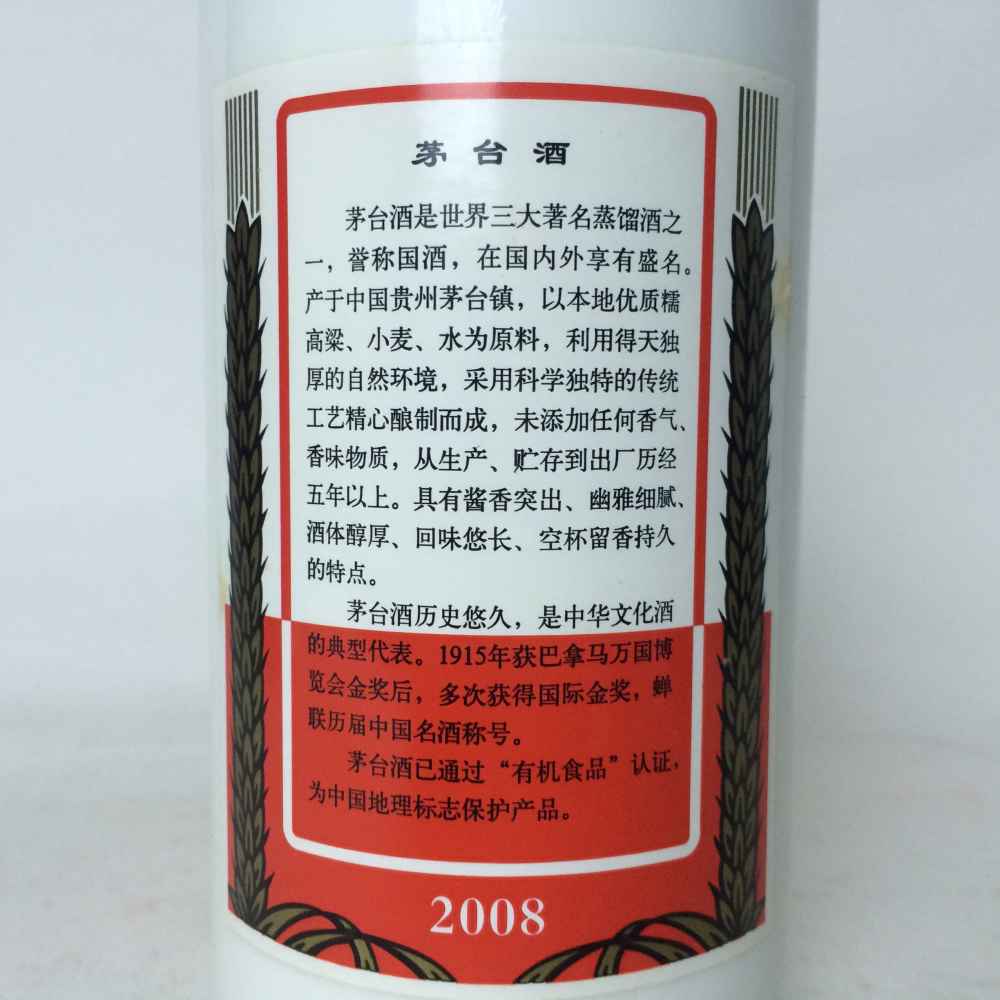 茅台酒
茅台酒是世界三大著名蒸馏酒之
一，誉称国酒，在国内外享有盛名。
产于中国贵州茅台镇，以本地优质糯
高粱、小麦、水为原料，利用得天独
厚的自然环境，采用科学独特的传统
工艺精心酿制而成，未添加任何香气、
香味物质，从生产、贮存到出厂历经
五年以上。具有酱香突出、幽雅细腻、
酒体醇厚、回味悠长、空杯留香持久
的特点。
茅台酒历史悠久，是中华文化酒
的典型代表。1915年获巴拿马万国博
览会金奖后，多次获得国际金奖，蝉
联历届中国名酒称号。
茅台酒已通过“有机食品”认证，
为中国地理标志保护产品。
2008